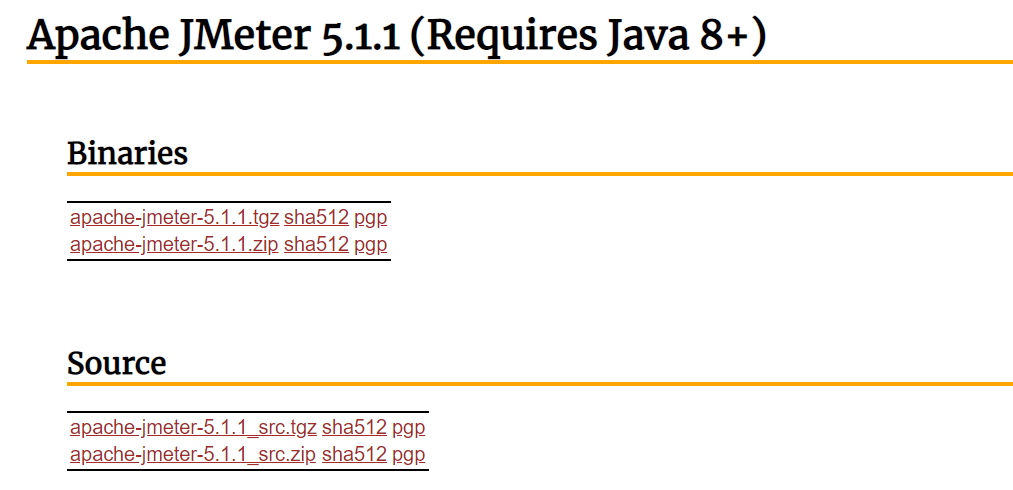 Apache JMeter 5.1.1 (Requires Java 8+)
Binaries
apache-jmeter-5.1.1.tgz sha512 pgp
apache-jmeter-5.1.1.zip sha512 pgp
Source
apache-jmeter-5.1.1_src.tgz sha512 pgp
apache-jmeter-5.1.1_src.zip sha512 pgp